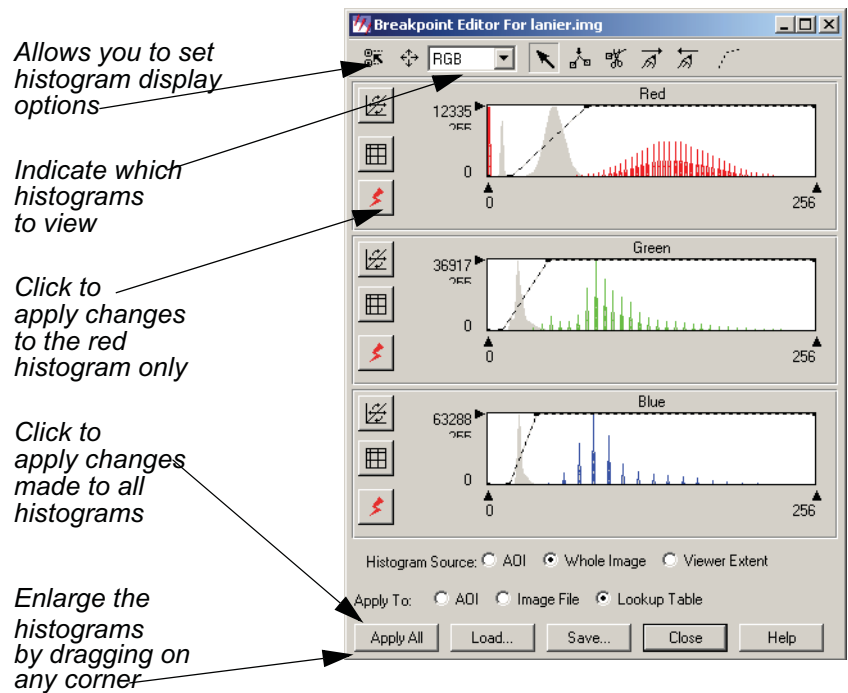 Breakpoint Editor For lanier.img
Allows you to set
histogram display
options
RGB
Indicate which
histograms
to view
Click to
apply changes
to the red
histogram only
Click to
apply changes
made to all
histograms
Enlarge the
histograms
by dragging on
any corner
Red
12335
255
0
0
256
Green
36917
255
0
0
256
Blue
63288
255
0
0
256
Histogram Source: AOI Whole Image Viewer Extent
Apply To: AOI Image File Lookup Table
Apply All Load... Save... Close Help